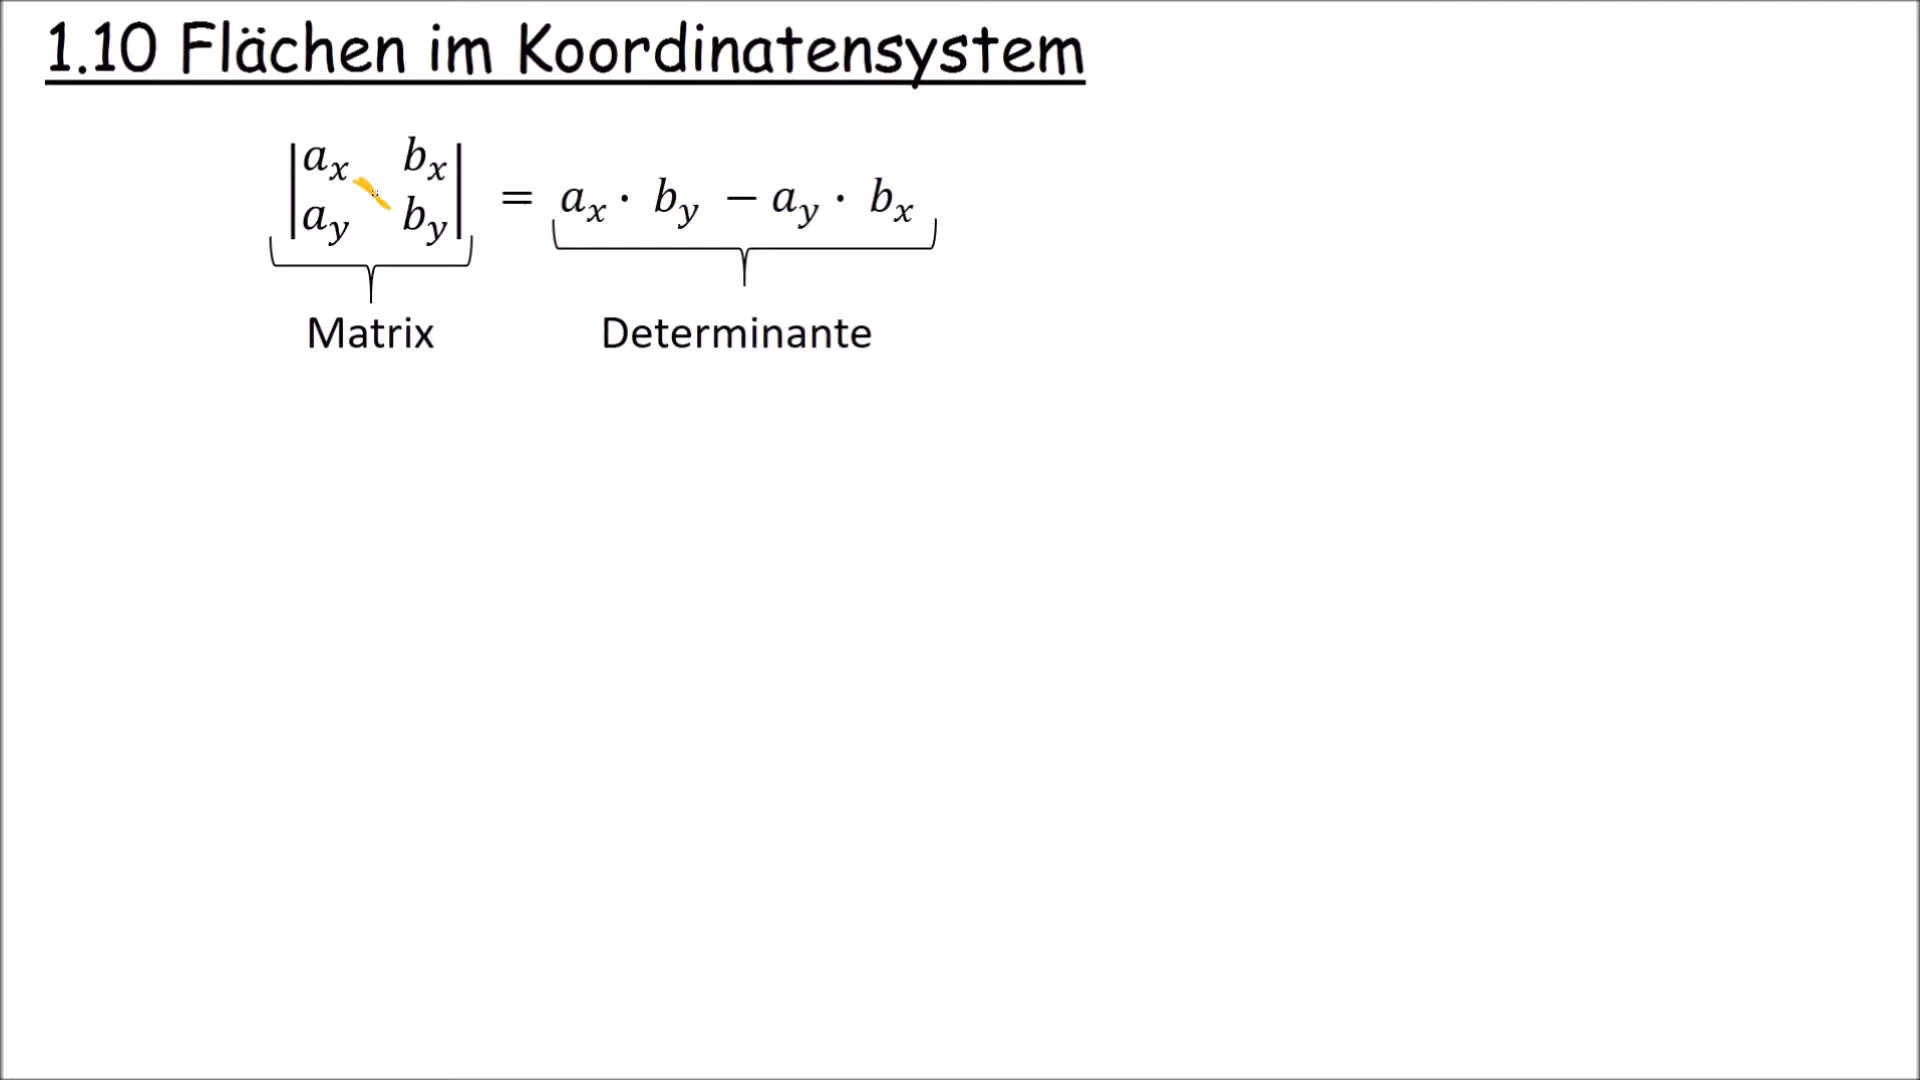 1.10 Flächen im Koordinatensystem
|a_x b_x|
|a_y b_y| = a_x · b_y − a_y · b_x
Matrix Determinante